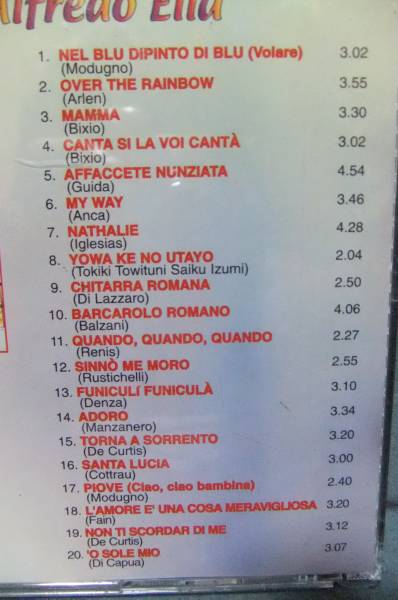 Alfredo Ella
1. NEL BLU DIPINTO DI BLU (Volare) 3.02
(Modugno)
2. OVER THE RAINBOW 3.55
(Arlen)
3. MAMMA 3.30
(Bixio)
4. CANTA SI LA VOI CANTÀ 3.02
(Bixio)
5. AFFACCETE NUNZIATA 4.54
(Guida)
6. MY WAY 3.46
(Anca)
7. NATHALIE 4.28
(Iglesias)
8. YOWA KE NO UTAYO 2.04
(Tokiki Towituni Saiku Izumi)
9. CHITARRA ROMANA 2.50
(Di Lazzaro)
10. BARCAROLO ROMANO 4.06
(Balzani)
11. QUANDO, QUANDO, QUANDO 2.27
(Renis)
12. SINNÒ ME MORO 2.55
(Rustichelli)
13. FUNICULÍ FUNICULÀ 3.10
(Denza)
14. ADORO 3.34
(Manzanero)
15. TORNA A SORRENTO 3.20
(De Curtis)
16. SANTA LUCIA 3.00
(Cottrau)
17. PIOVE (Ciao, ciao bambina) 2.40
(Modugno)
18. L'AMORE E' UNA COSA MERAVIGLIOSA 3.20
(Fain)
19. NON TI SCORDAR DI ME 3.12
(De Curtis)
20. 'O SOLE MIO 3.07
(Di Capua)